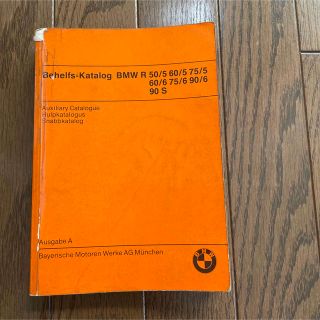 Behelfs-Katalog BMW R 50/5 60/5 75/5
60/6 75/6 90/6
90 S
Auxiliary Catalogue
Hulpkatalogus
Snabbkatalog
Ausgabe A
Bayerische Motoren Werke AG München
BMW